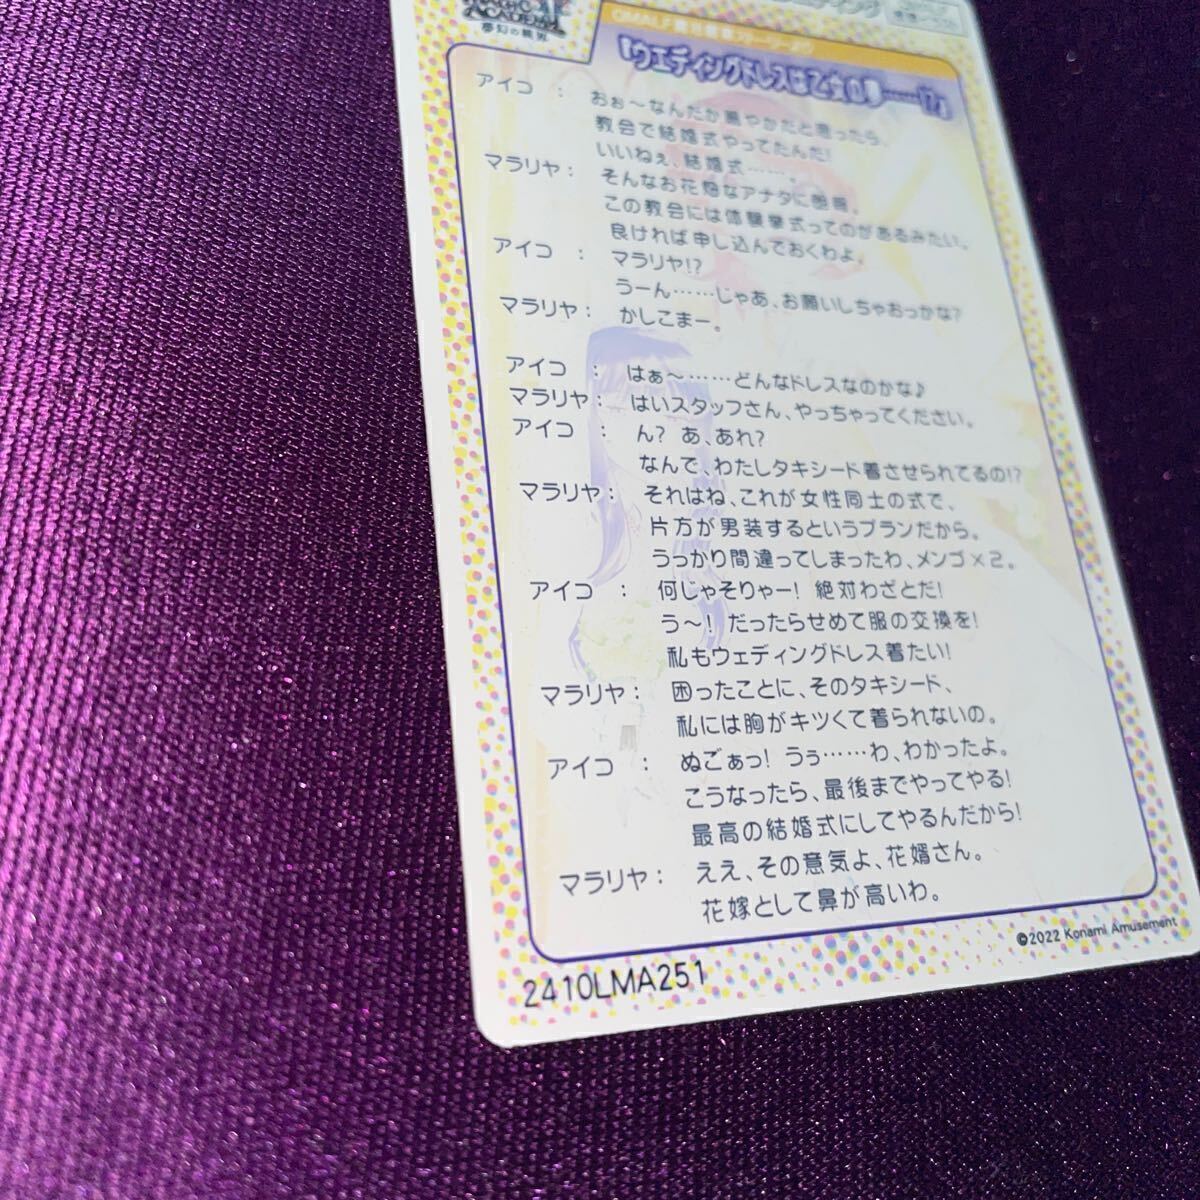 夢幻の鏡界
『ウェディングドレスは乙女の夢……!?』
アイコ : おぉ～なんだか賑やかだと思ったら、
教会で結婚式やってたんだ!
いいねぇ、結婚式……。
マラリヤ : そんなお花畑なアナタに朗報。
この教会には体験挙式ってのがあるみたい。
良ければ申し込んでおくわよ。
アイコ : マラリヤ!?
うーん……じゃあ、お願いしちゃおっかな?
マラリヤ : かしこまー。
アイコ : はぁ～……どんなドレスなのかな♪
マラリヤ : はいスタッフさん、やっちゃってください。
アイコ : ん? あ、あれ?
なんで、わたしタキシード着させられてるの!?
マラリヤ : それはね、これが女性同士の式で、
片方が男装するというプランだから。
うっかり間違ってしまったわ、メンゴ×2。
アイコ : 何じゃそりゃー! 絶対わざとだ!
う～! だったらせめて服の交換を!
私もウェディングドレス着たい!
マラリヤ : 困ったことに、そのタキシード、
私には胸がキツくて着られないの。
アイコ : ぬごぁっ! うぅ……わ、わかったよ。
こうなったら、最後までやってやる!
最高の結婚式にしてやるんだから!
マラリヤ : ええ、その意気よ、花婿さん。
花嫁として鼻が高いわ。
©2022 Konami Amusement
2410LMA251